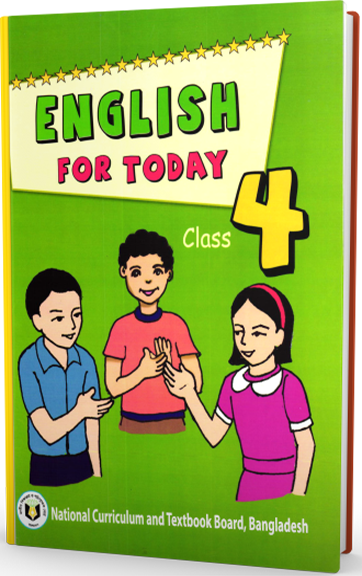 ENGLISH
FOR TODAY
Class 4
National Curriculum and Textbook Board, Bangladesh